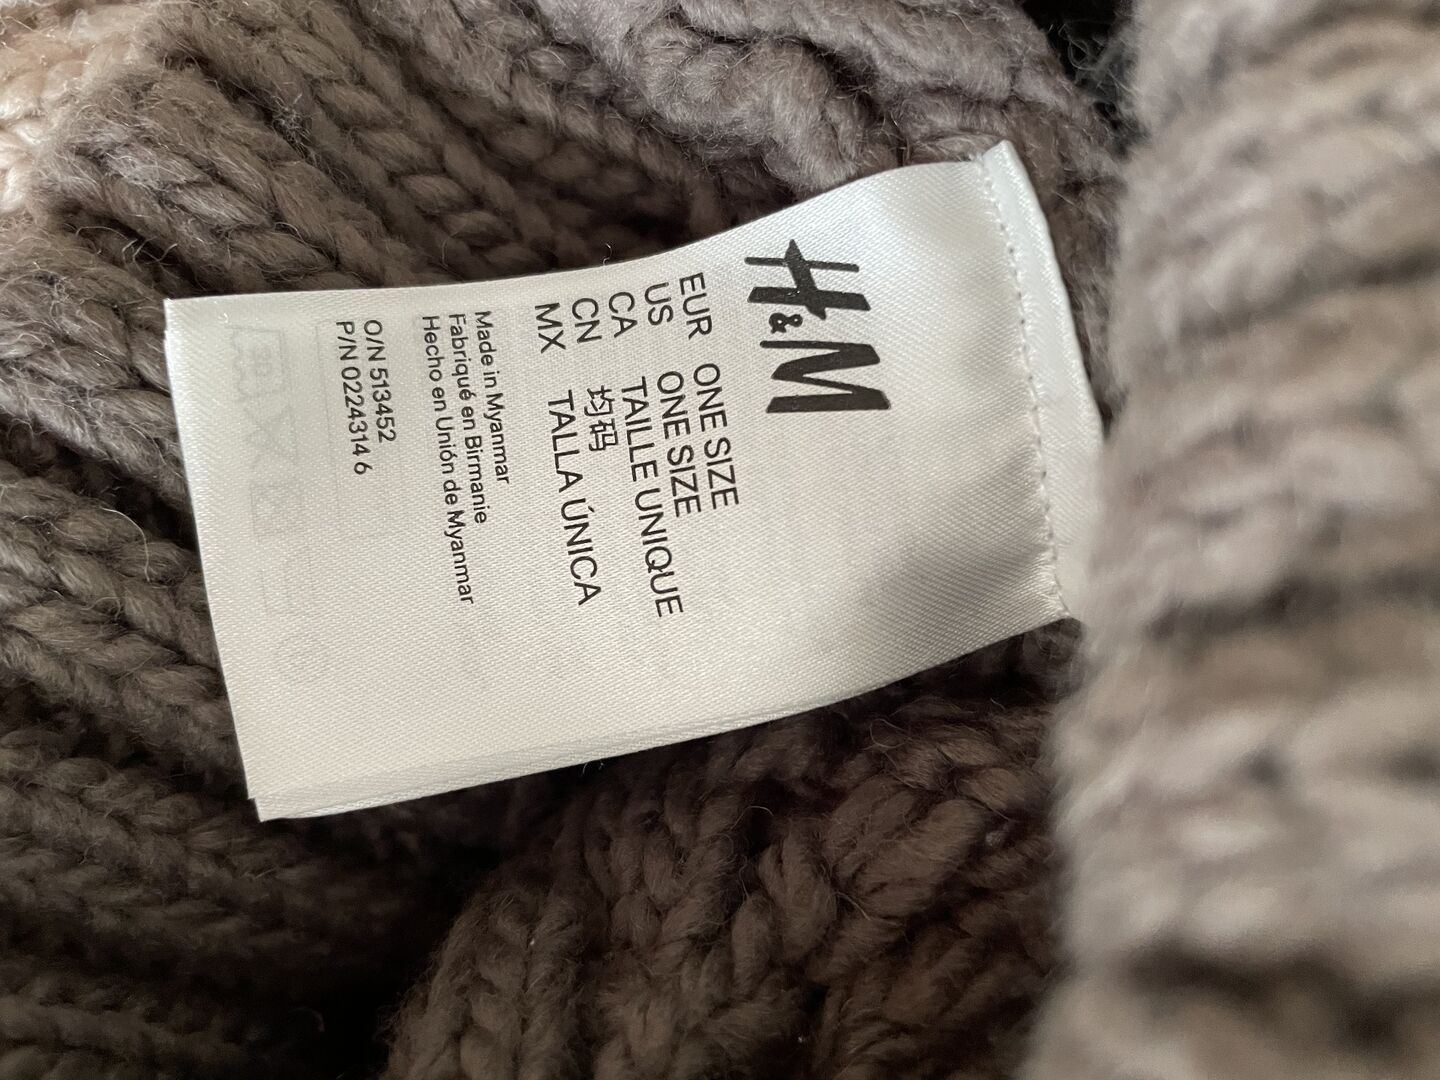 H&M
EUR ONE SIZE
US ONE SIZE
CA TAILLE UNIQUE
CN 均码
MX TALLA ÚNICA
Made in Myanmar
Fabriqué en Birmanie
Hecho en Unión de Myanmar
O/N 513452
P/N 0224314 6